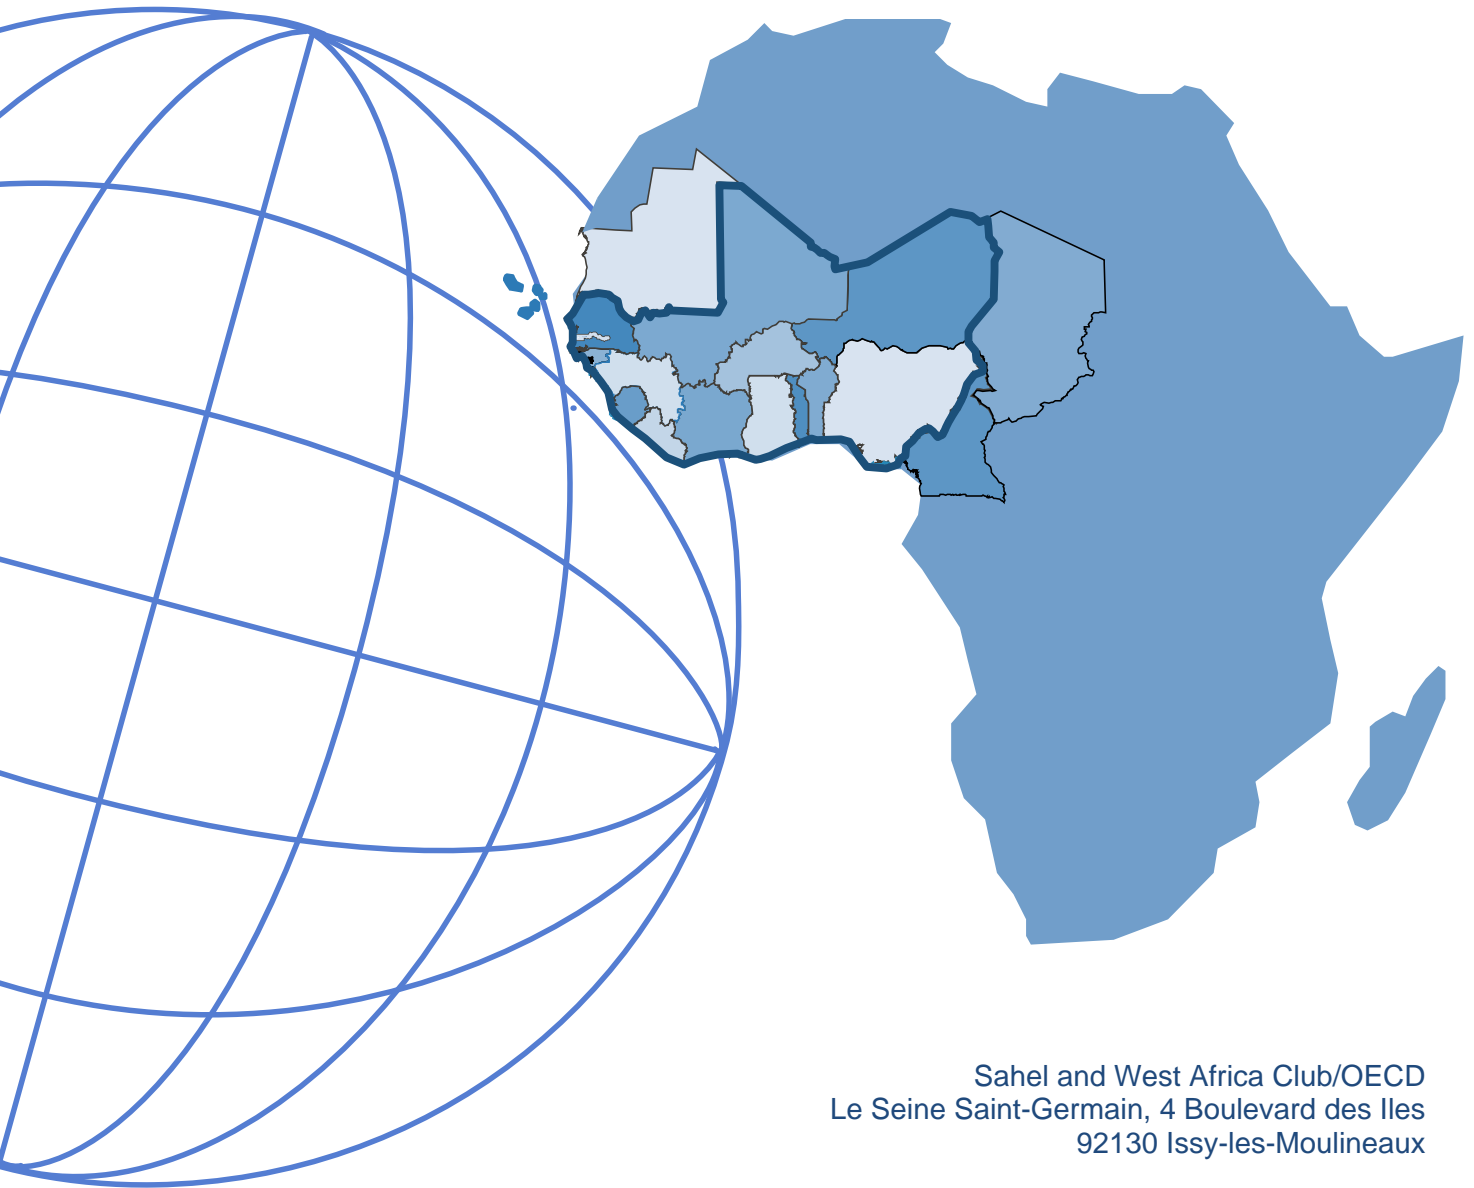 Sahel and West Africa Club/OECD
Le Seine Saint-Germain, 4 Boulevard des Iles
92130 Issy-les-Moulineaux